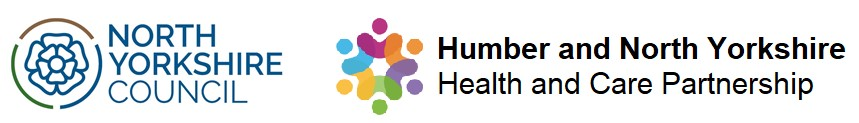 NORTH
YORKSHIRE
COUNCIL
Humber and North Yorkshire
Health and Care Partnership